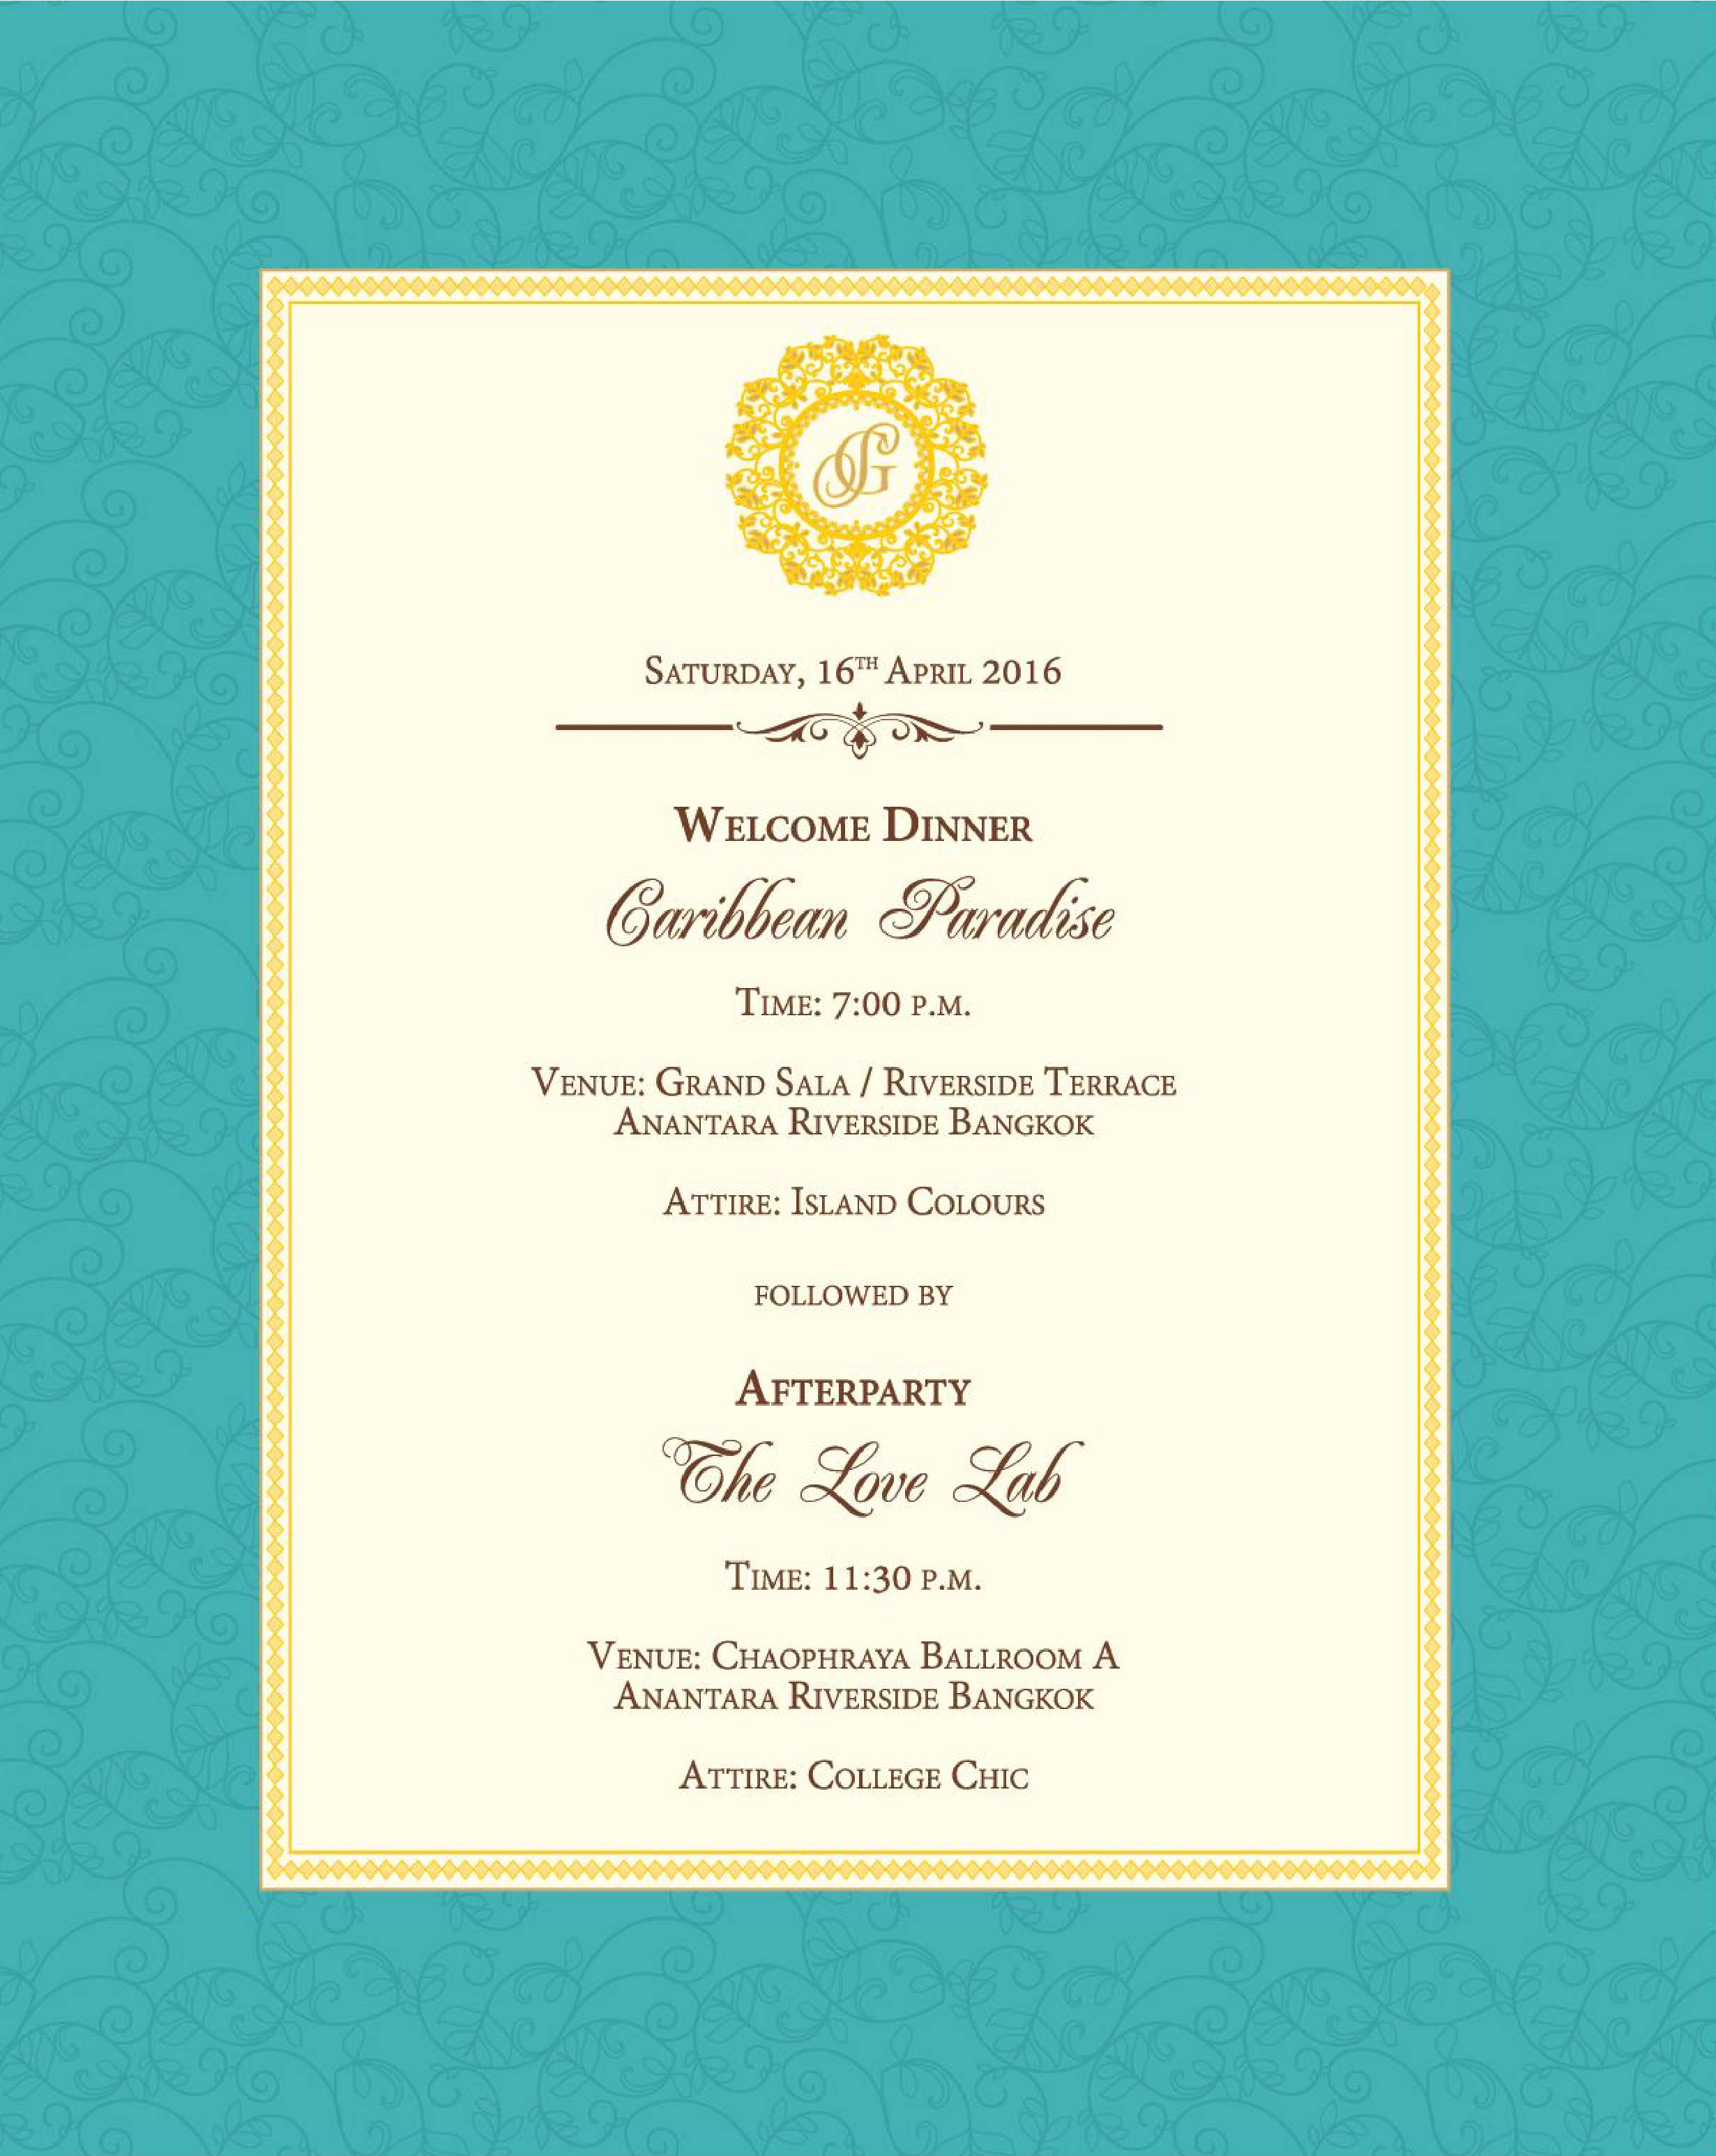 SG
SATURDAY, 16TH APRIL 2016
WELCOME DINNER
Caribbean Paradise
TIME: 7:00 P.M.
VENUE: GRAND SALA / RIVERSIDE TERRACE
ANANTARA RIVERSIDE BANGKOK
ATTIRE: ISLAND COLOURS
FOLLOWED BY
AFTERPARTY
The Love Lab
TIME: 11:30 P.M.
VENUE: CHAOPHRAYA BALLROOM A
ANANTARA RIVERSIDE BANGKOK
ATTIRE: COLLEGE CHIC